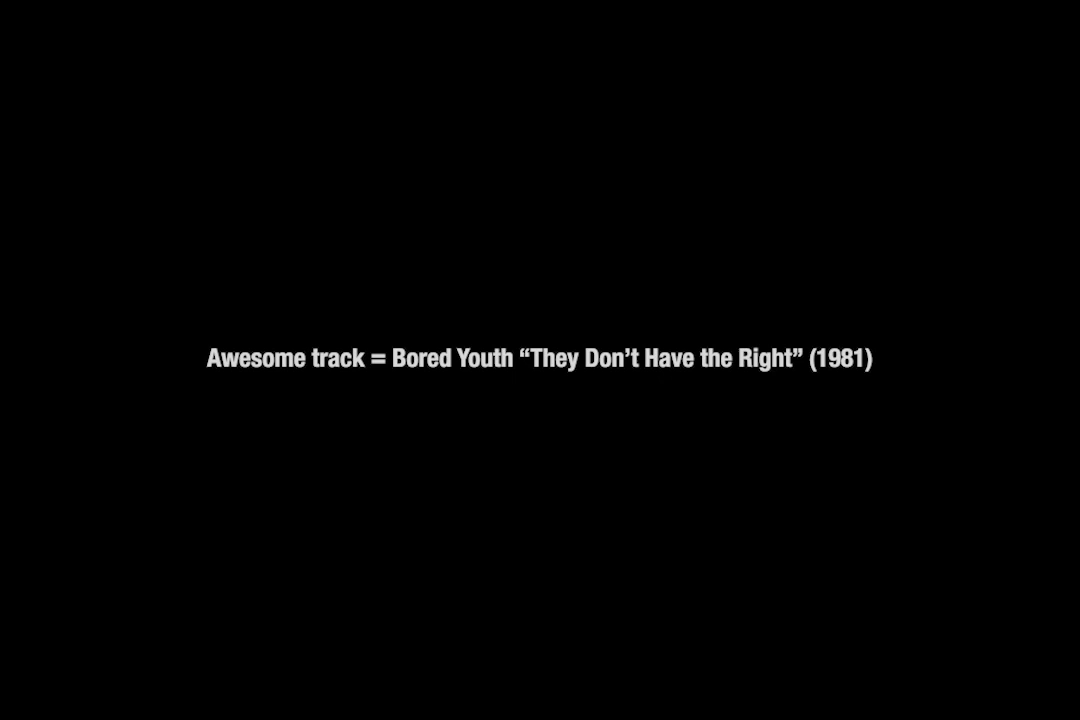 Awesome track = Bored Youth “They Don’t Have the Right” (1981)